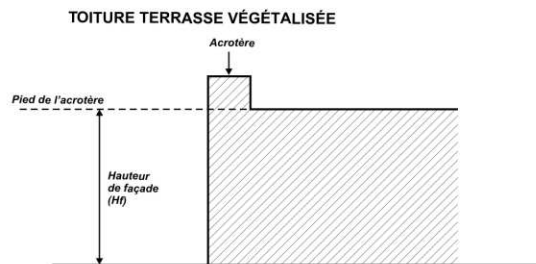 TOITURE TERRASSE VÉGÉTALISÉE
Acrotère
Pied de l'acrotère
Hauteur
de façade
(Hf)